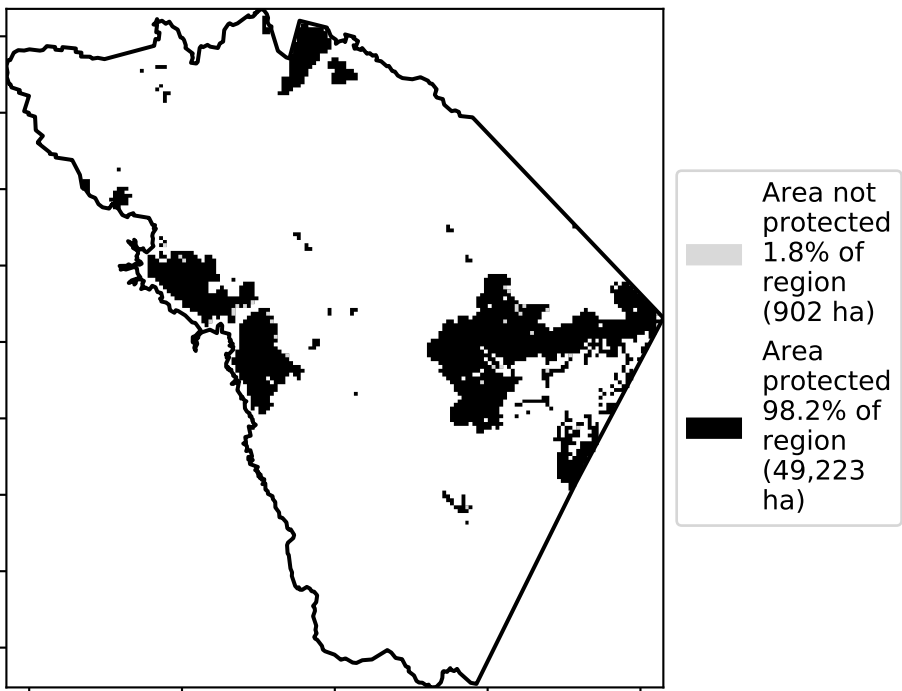 Area not
protected
1.8% of
region
(902 ha)
Area
protected
98.2% of
region
(49,223
ha)